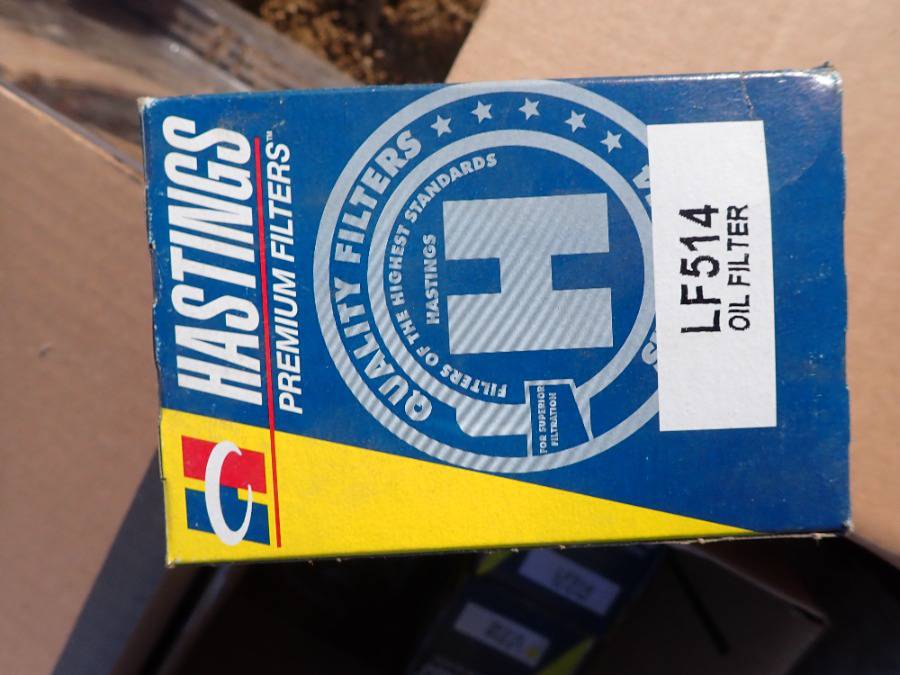 HASTINGS
PREMIUM FILTERS™
QUALITY FILTERS
FILTERS OF THE HIGHEST STANDARDS
HASTINGS
H
FOR SUPERIOR
FILTRATION
LF514
OIL FILTER